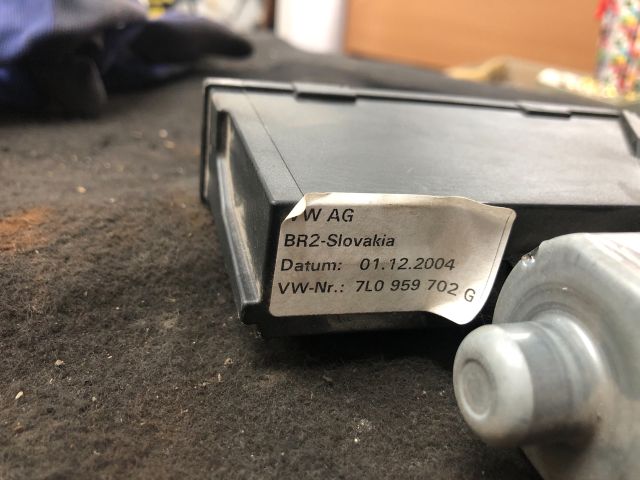 VW AG
BR2-Slovakia
Datum: 01.12.2004
VW-Nr.: 7L0 959 702 G